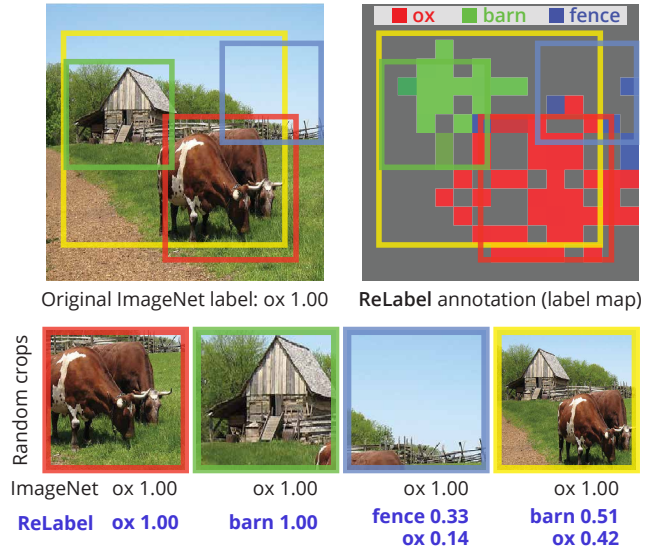 ox barn fence
Original ImageNet label: ox 1.00
ReLabel annotation (label map)
Random crops
ImageNet ox 1.00 ox 1.00 ox 1.00 ox 1.00
ReLabel ox 1.00 barn 1.00 fence 0.33 barn 0.51
ox 0.14 ox 0.42